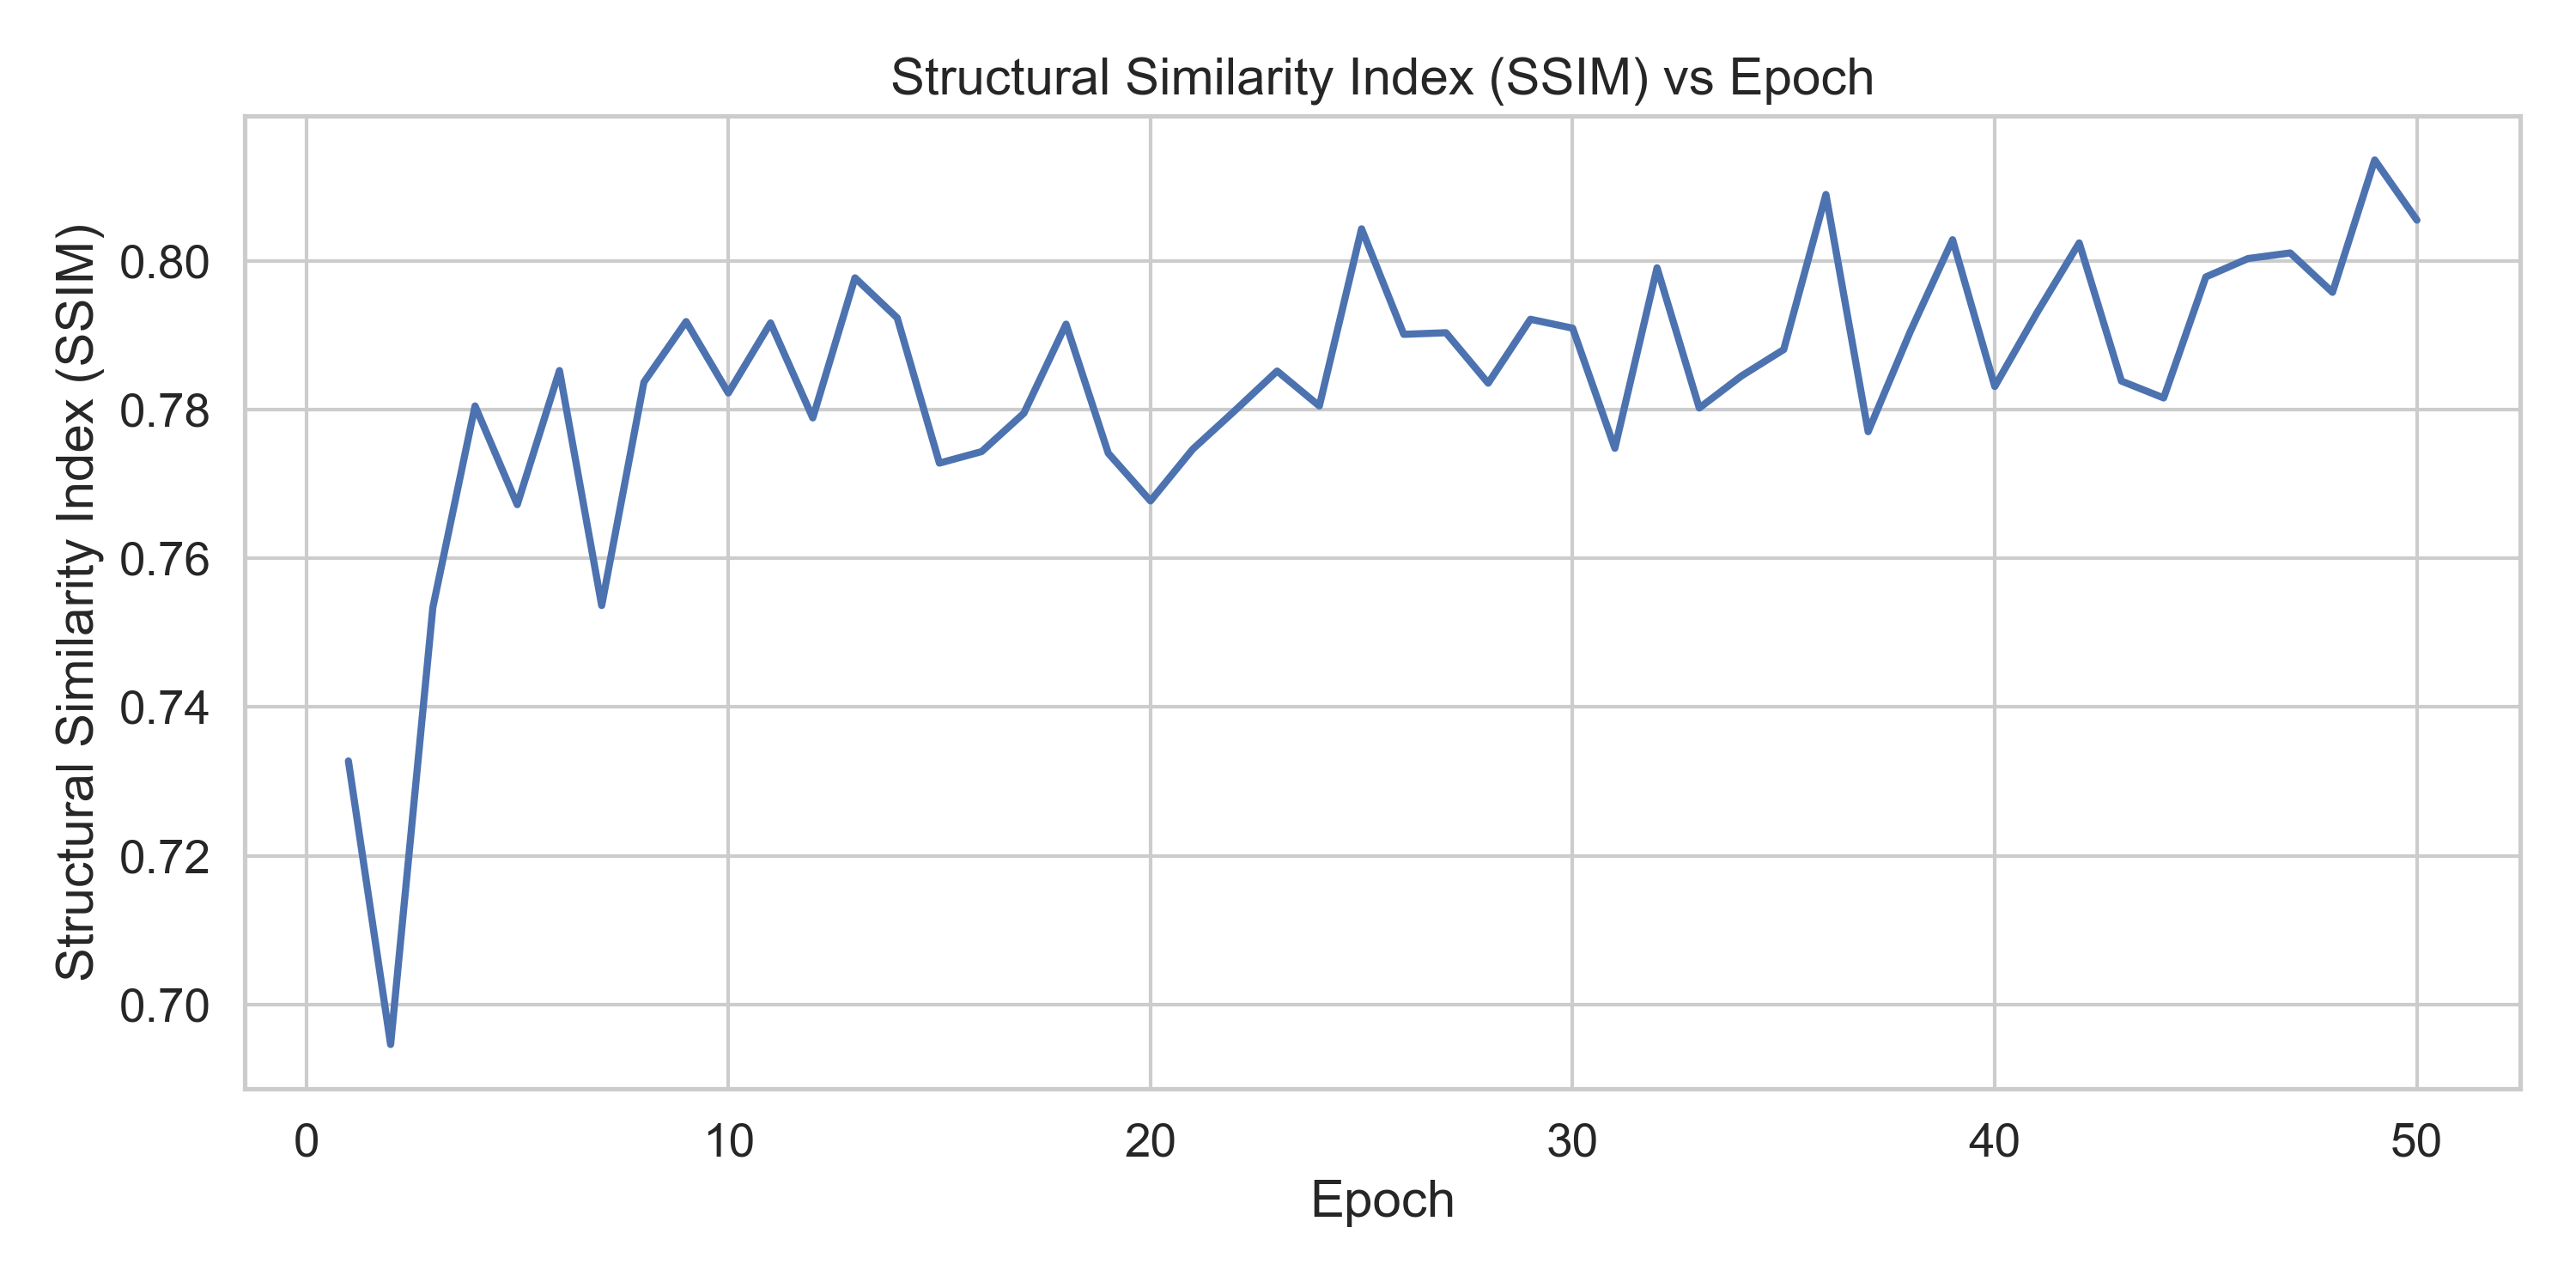 Structural Similarity Index (SSIM) vs Epoch
Structural Similarity Index (SSIM)
0.80
0.78
0.76
0.74
0.72
0.70
0 10 20 30 40 50
Epoch